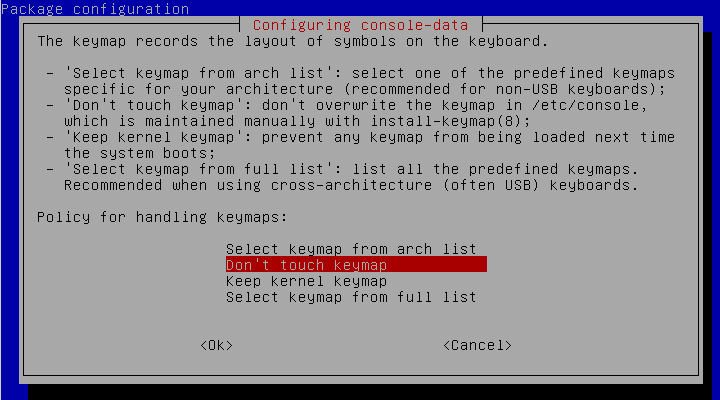 Package configuration
Configuring console-data
The keymap records the layout of symbols on the keyboard.
- 'Select keymap from arch list': select one of the predefined keymaps
specific for your architecture (recommended for non-USB keyboards);
- 'Don't touch keymap': don't overwrite the keymap in /etc/console,
which is maintained manually with install-keymap(8);
- 'Keep kernel keymap': prevent any keymap from being loaded next time
the system boots;
- 'Select keymap from full list': list all the predefined keymaps.
Recommended when using cross-architecture (often USB) keyboards.
Policy for handling keymaps:
Select keymap from arch list
Don't touch keymap
Keep kernel keymap
Select keymap from full list
<Ok> <Cancel>